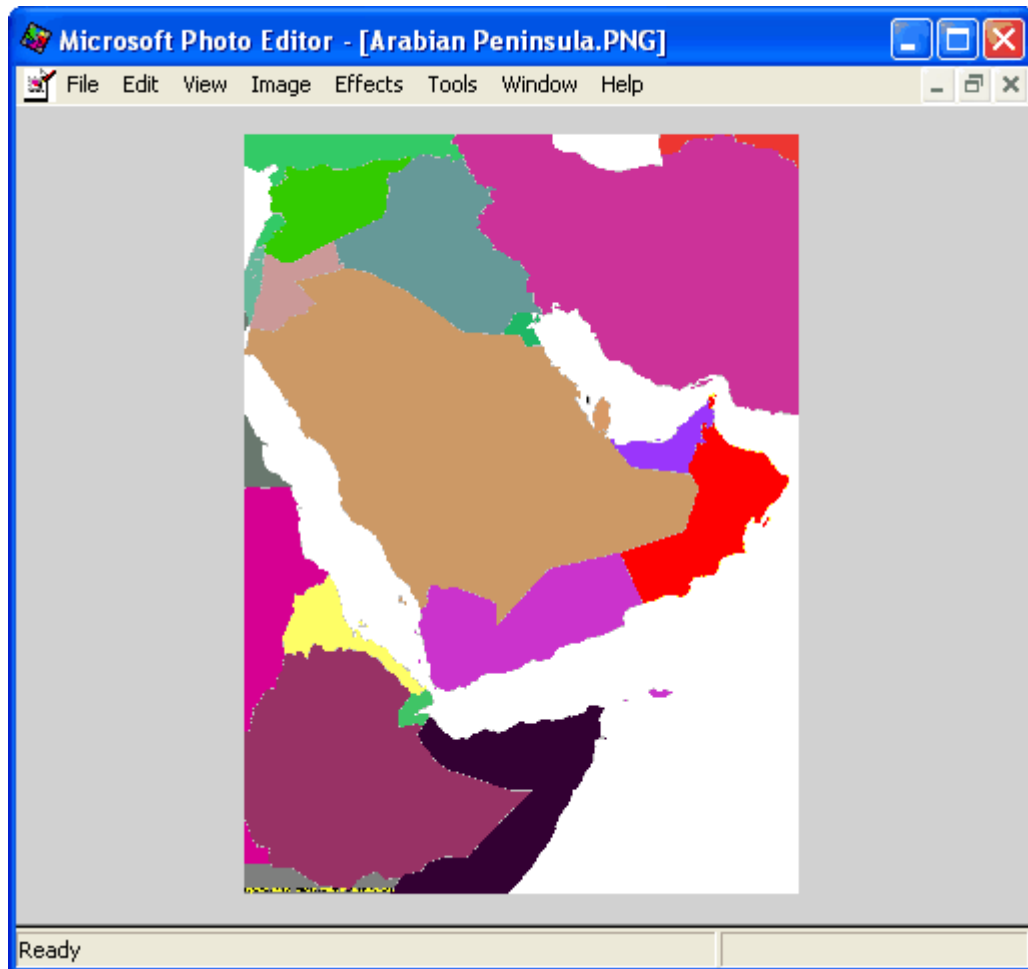 Microsoft Photo Editor - [Arabian Peninsula.PNG]
File Edit View Image Effects Tools Window Help
Ready